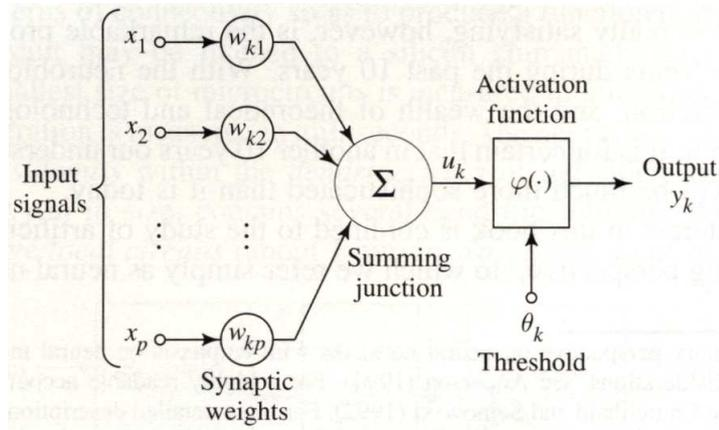 x1
wk1
x2
wk2
Input
signals
⋮
⋮
xp
wkp
Synaptic
weights
Σ
Summing
junction
uk
Activation
function
φ(·)
Output
yk
θk
Threshold